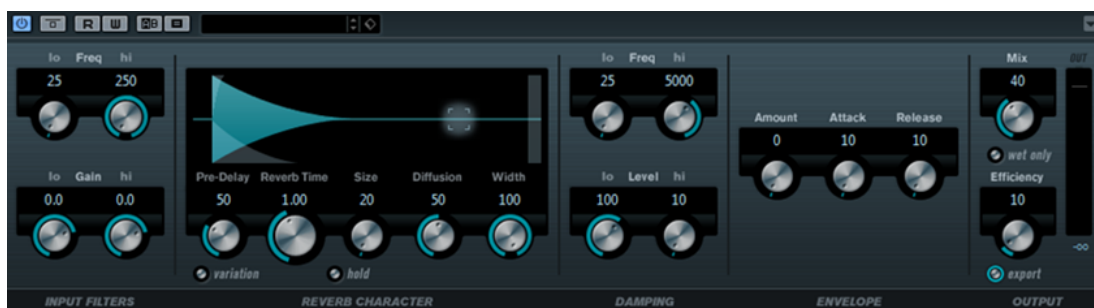 R W AB
lo Freq hi
25 250
lo Gain hi
0.0 0.0
Pre-Delay Reverb Time Size Diffusion Width
50 1.00 20 50 100
variation hold
lo Freq hi
25 5000
lo Level hi
100 10
Amount Attack Release
0 10 10
Mix OUT
40
wet only
Efficiency
10
-∞
export
INPUT FILTERS REVERB CHARACTER DAMPING ENVELOPE OUTPUT